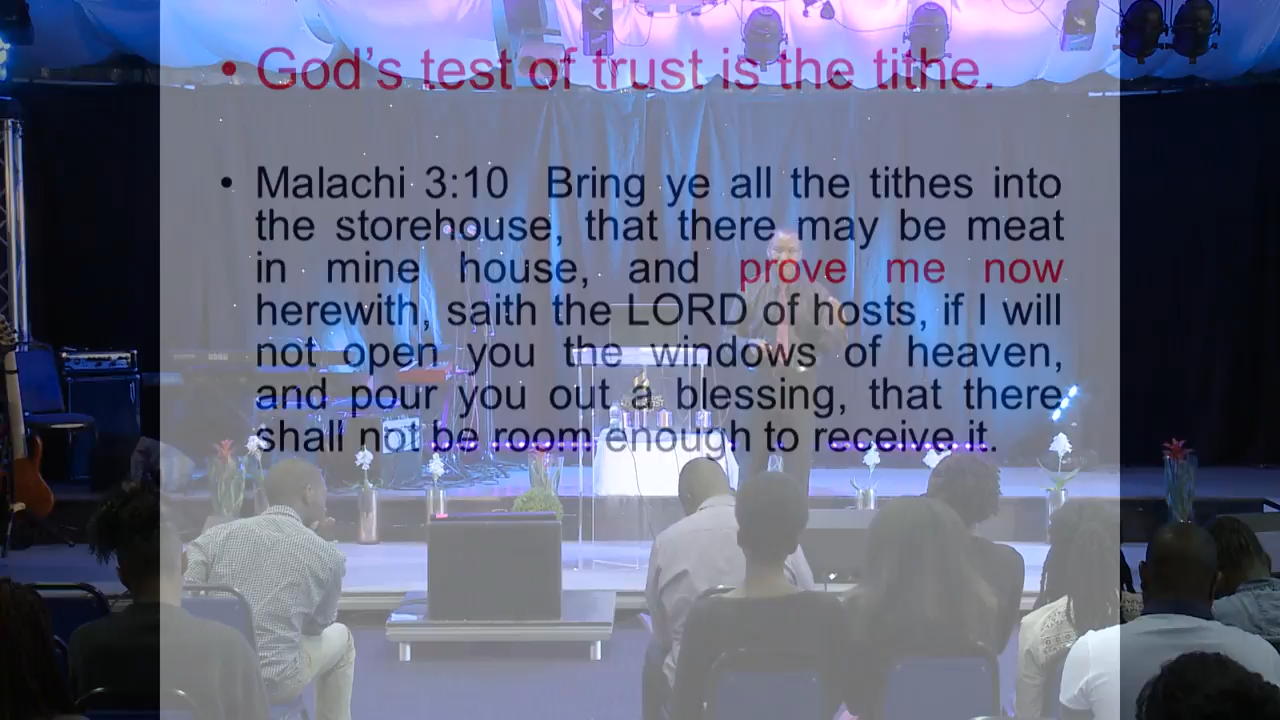 • God’s test of trust is the tithe.
• Malachi 3:10 Bring ye all the tithes into
the storehouse, that there may be meat
in mine house, and prove me now
herewith, saith the LORD of hosts, if I will
not open you the windows of heaven,
and pour you out a blessing, that there
shall not be room enough to receive it.